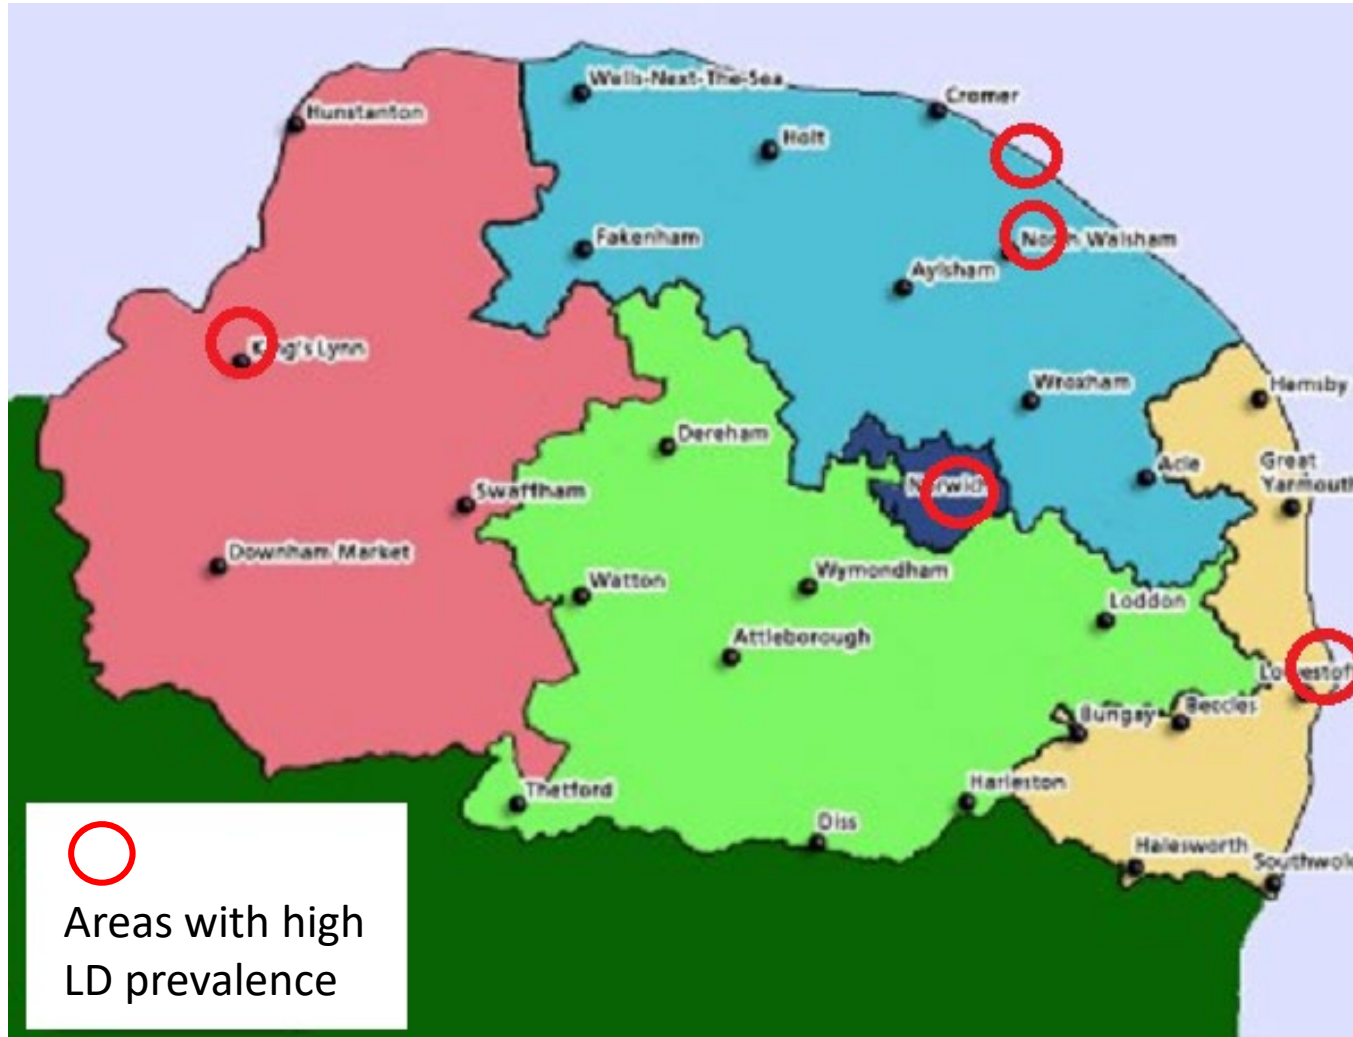 Wells-Next-The-Sea
Cromer
Hunstanton
Holt
Fakenham
North Walsham
Aylsham
King's Lynn
Wroxham
Hemsby
Dereham
Acle
Great
Yarmouth
Swaffham
Norwich
Downham Market
Watton
Wymondham
Loddon
Attleborough
Lowestoft
Bungay
Beccles
Thetford
Harleston
Diss
Halesworth
Southwold
Areas with high
LD prevalence